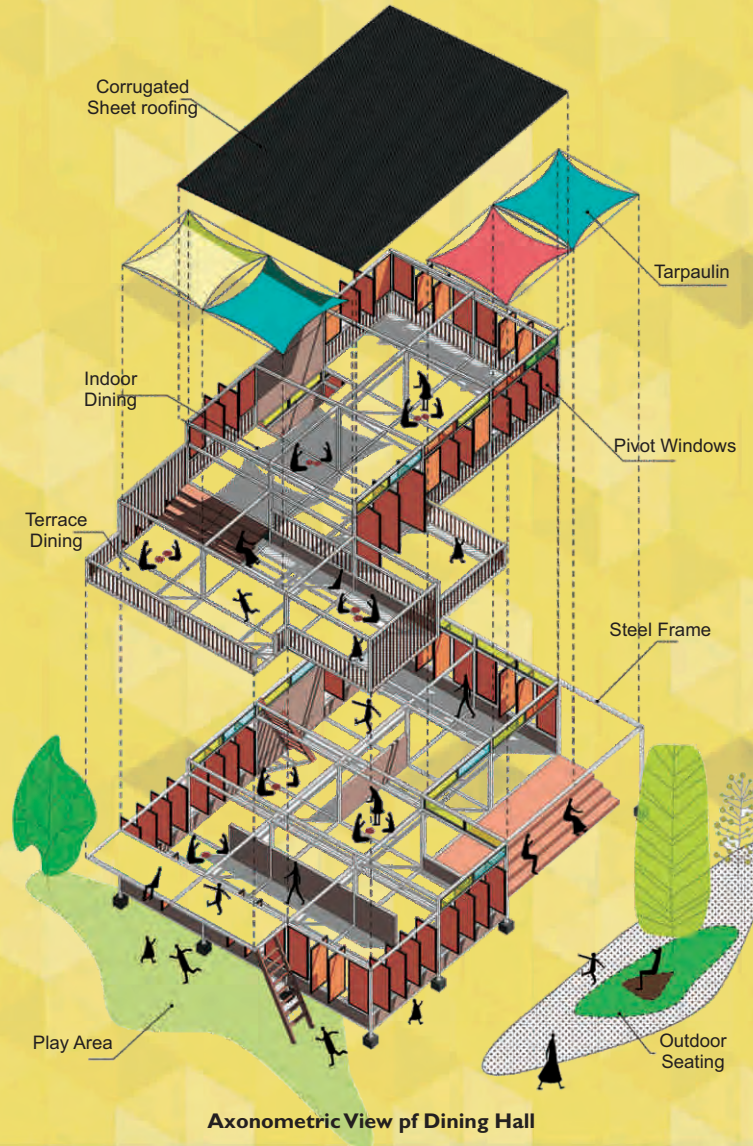 Corrugated
Sheet roofing
Tarpaulin
Indoor
Dining
Pivot Windows
Terrace
Dining
Steel Frame
Play Area
Outdoor
Seating
Axonometric View pf Dining Hall